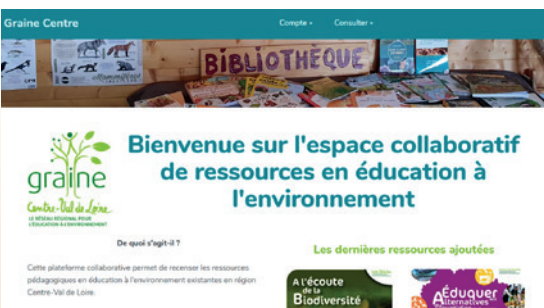 Graine Centre
Compte
Consulter
BIBLIOTHEQUE
Bienvenue sur l'espace collaboratif
de ressources en éducation à
l'environnement
graine
Centre-Val de Loire
LE RÉSEAU RÉGIONAL POUR
L'ÉDUCATION À L'ENVIRONNEMENT
De quoi s'agit-il ?
Cette plateforme collaborative permet de recenser les ressources
pédagogiques en éducation à l'environnement existantes en région
Centre-Val de Loire.
Les dernières ressources ajoutées
A l'écoute
de la
Biodiversité
Éduquer
Alternatives